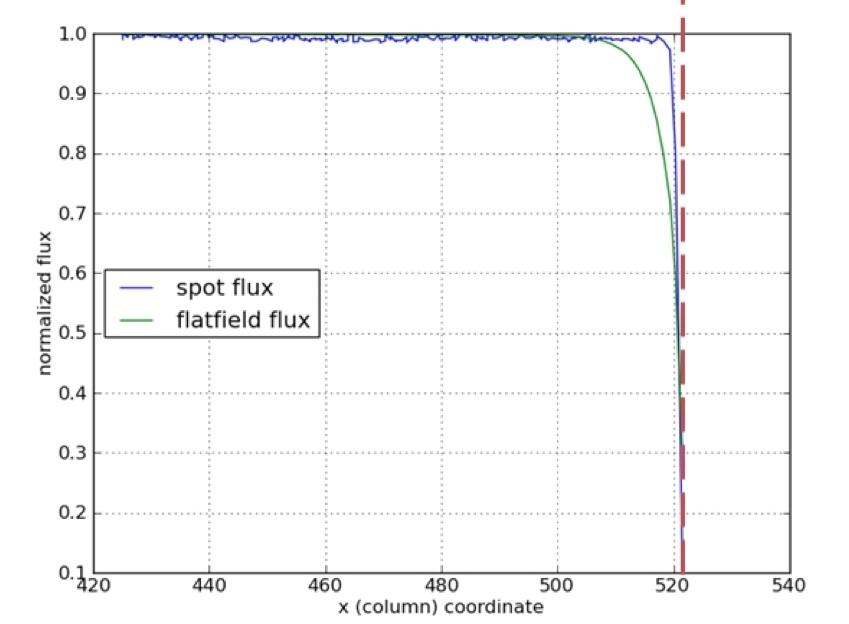 1.0
0.9
0.8
0.7
0.6
0.5
0.4
0.3
0.2
0.1
normalized flux
spot flux
flatfield flux
420 440 460 480 500 520 540
x (column) coordinate